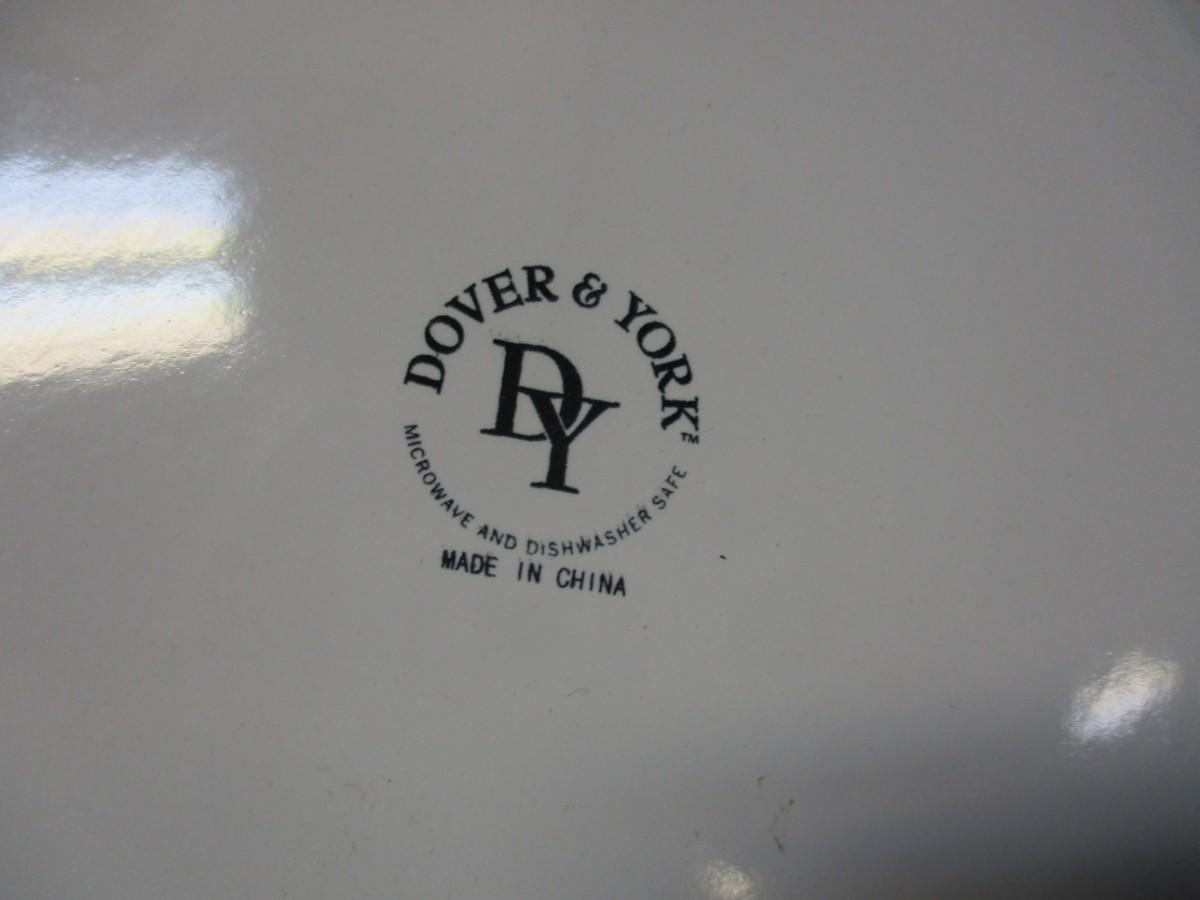 DOVER & YORK™
DY
MICROWAVE AND DISHWASHER SAFE
MADE IN CHINA